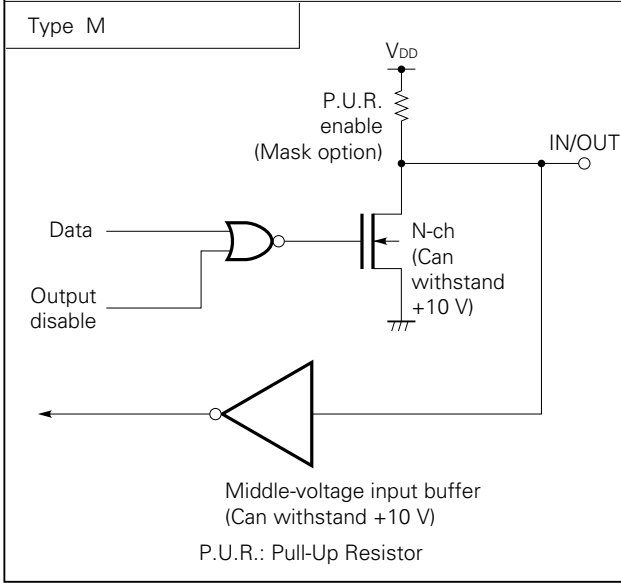 Type M
VDD
P.U.R.
enable
(Mask option)
IN/OUT
Data
Output
disable
N-ch
(Can
withstand
+10 V)
Middle-voltage input buffer
(Can withstand +10 V)
P.U.R.: Pull-Up Resistor